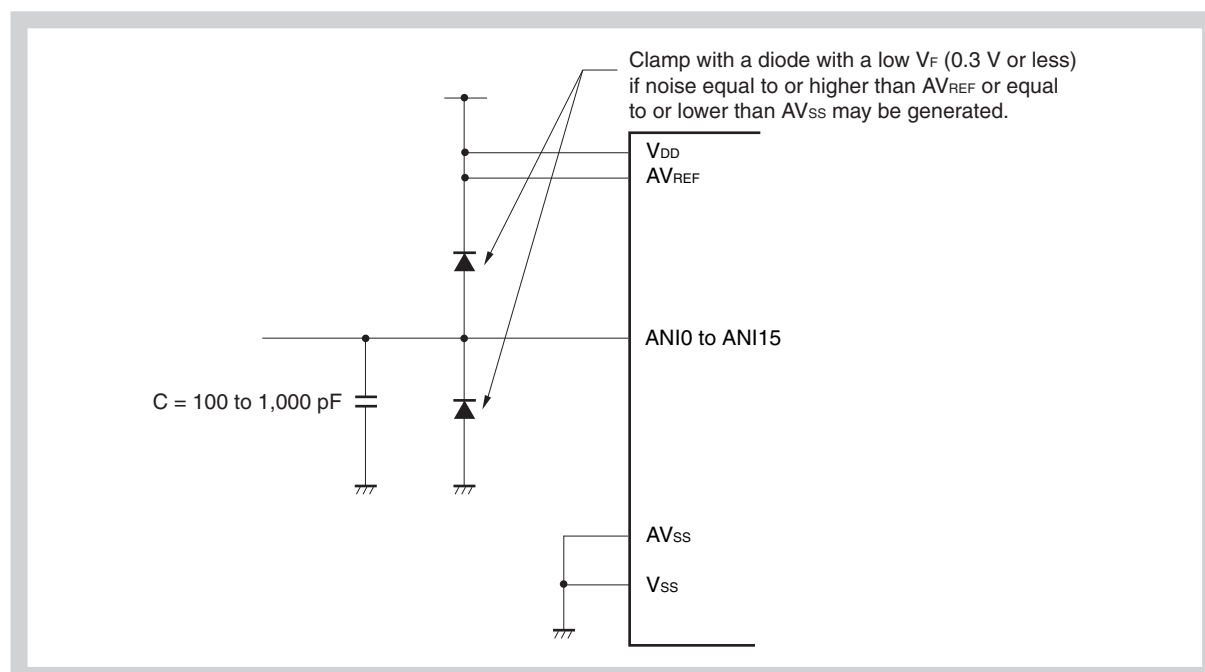 Clamp with a diode with a low VF (0.3 V or less)
if noise equal to or higher than AVREF or equal
to or lower than AVSS may be generated.
VDD
AVREF
ANI0 to ANI15
C = 100 to 1,000 pF
AVSS
VSS